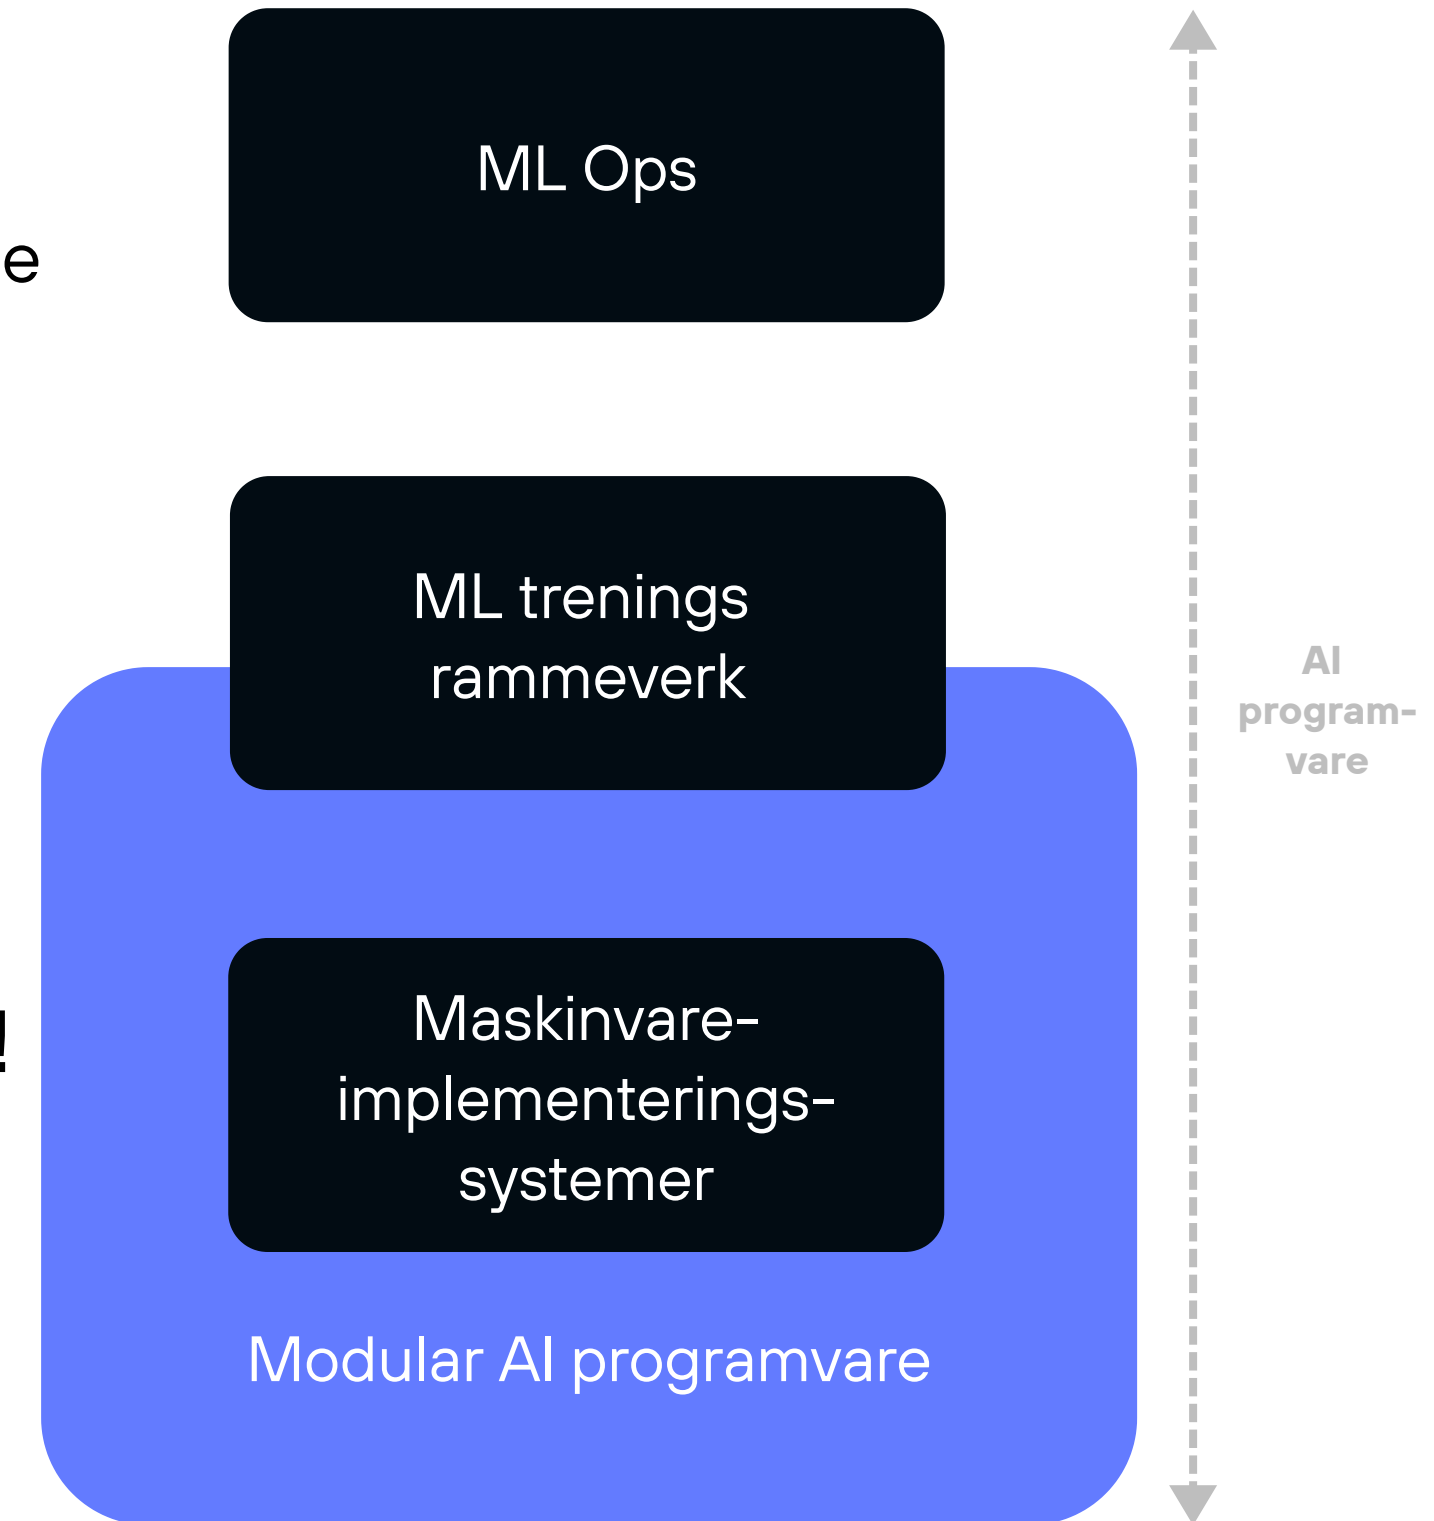 ML Ops
e
ML trenings
rammeverk
AI
program-
vare
!
Maskinvare-
implementerings-
systemer
Modular AI programvare